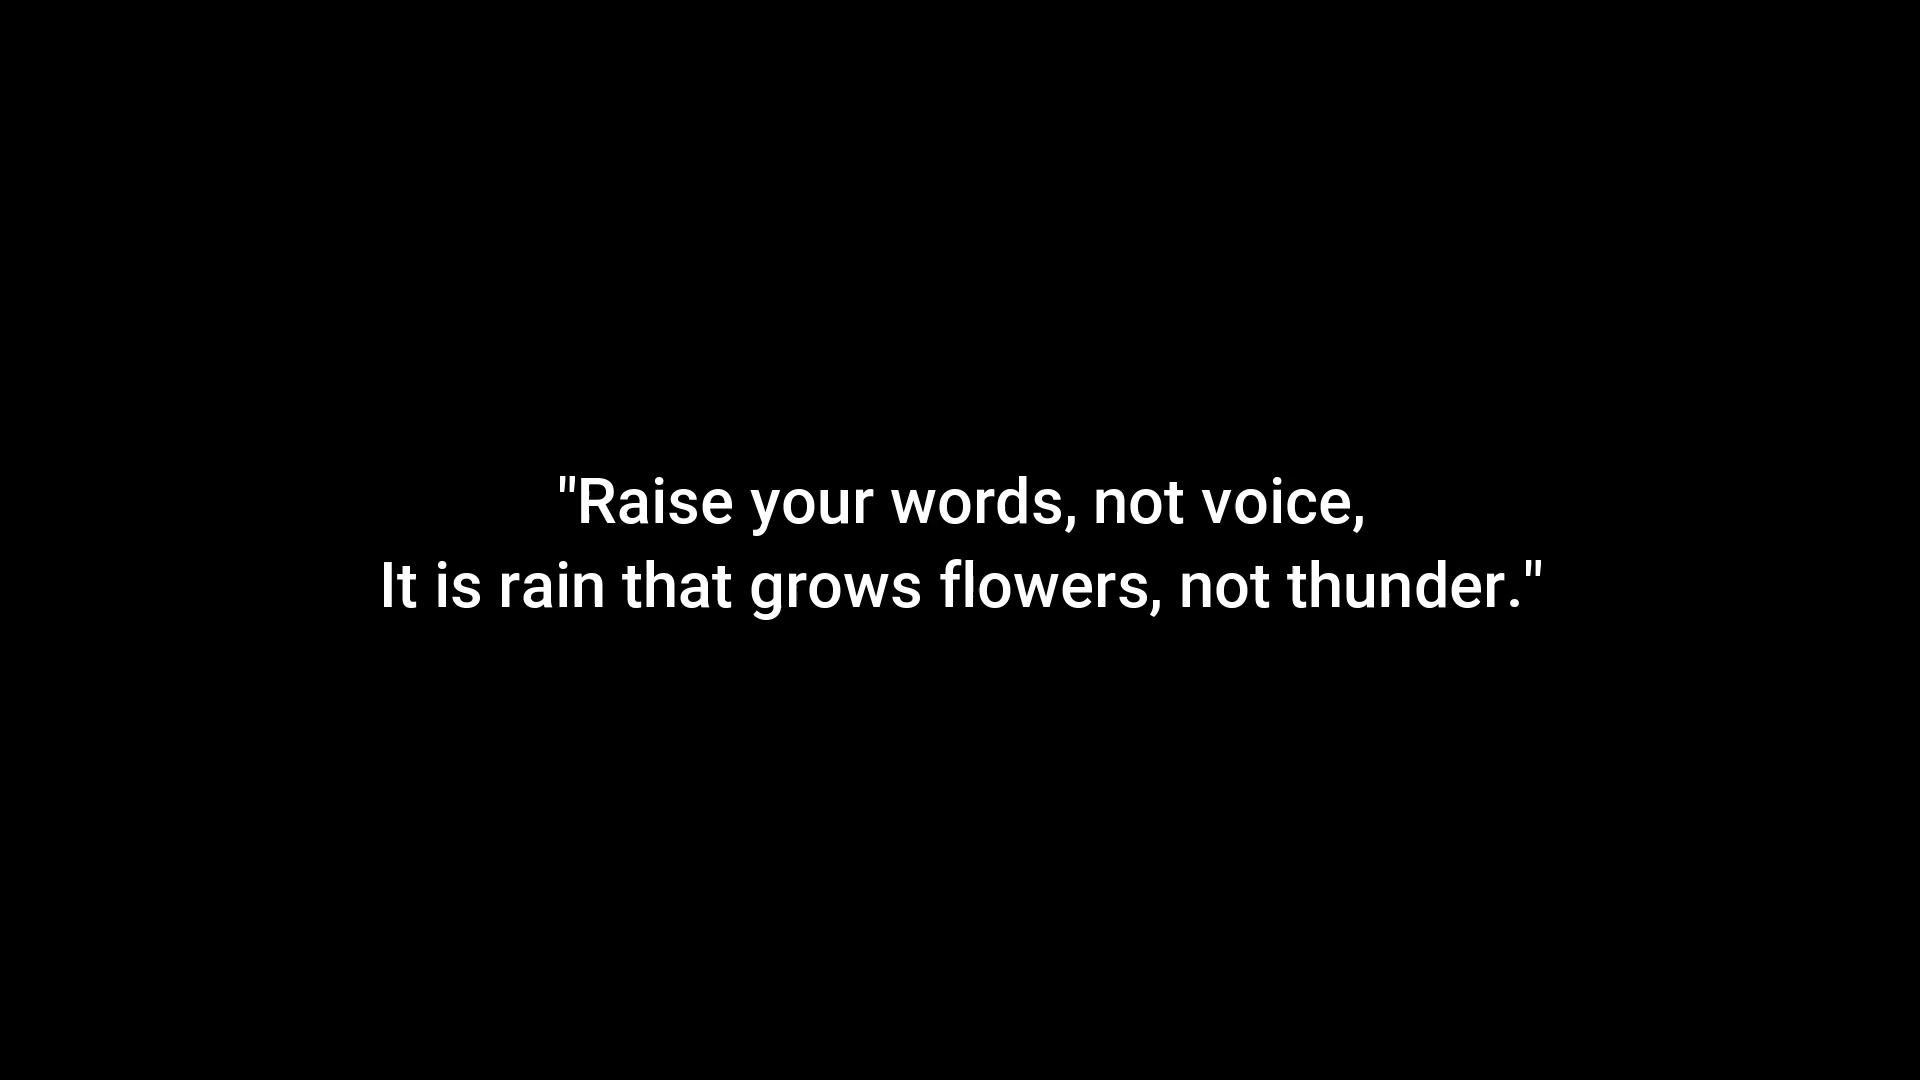 "Raise your words, not voice,
It is rain that grows flowers, not thunder."